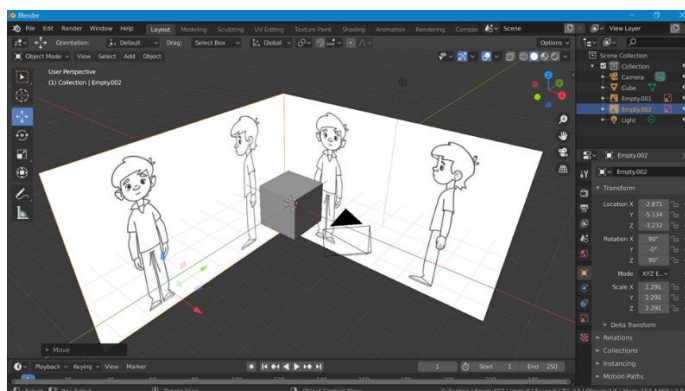 Blender
File Edit Render Window Help Layout Modeling Sculpting UV Editing Texture Paint Shading Animation Rendering Compos Scene View Layer
Orientation: Default Drag: Select Box Global Options
Object Mode View Select Add Object
User Perspective
(1) Collection | Empty.002
Scene Collection
Collection
Camera
Cube
Empty.001
Empty.002
Light
Empty.002
Empty.002
Transform
Location X -2.871
Y -5.134
Z -3.232
Rotation X 90°
Y -0°
Z 90°
Mode XYZ E...
Scale X 2.291
Y 2.291
Z 2.291
Delta Transform
Relations
Collections
Instancing
Motion Paths
Move
Playback Keying View Marker 1 Start 1 End 250